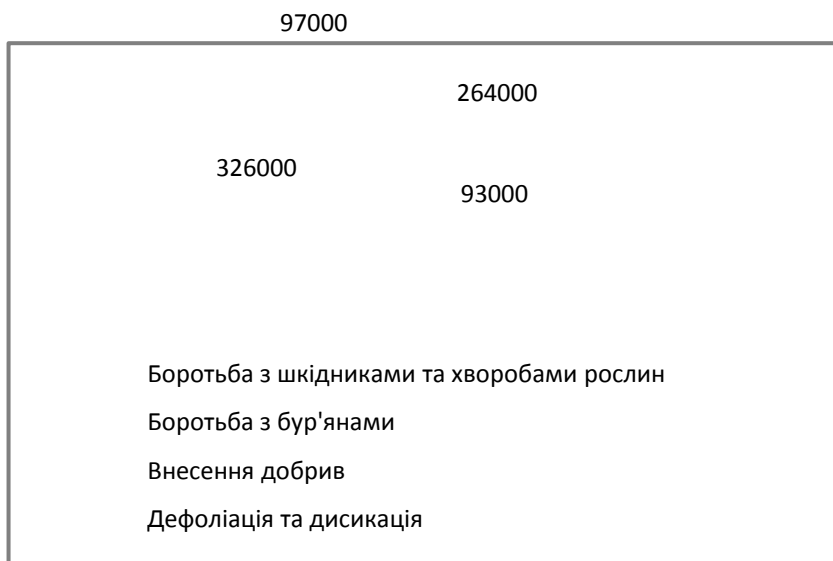 97000
264000
326000
93000
Боротьба з шкідниками та хворобами рослин
Боротьба з бур'янами
Внесення добрив
Дефоліація та дисикація